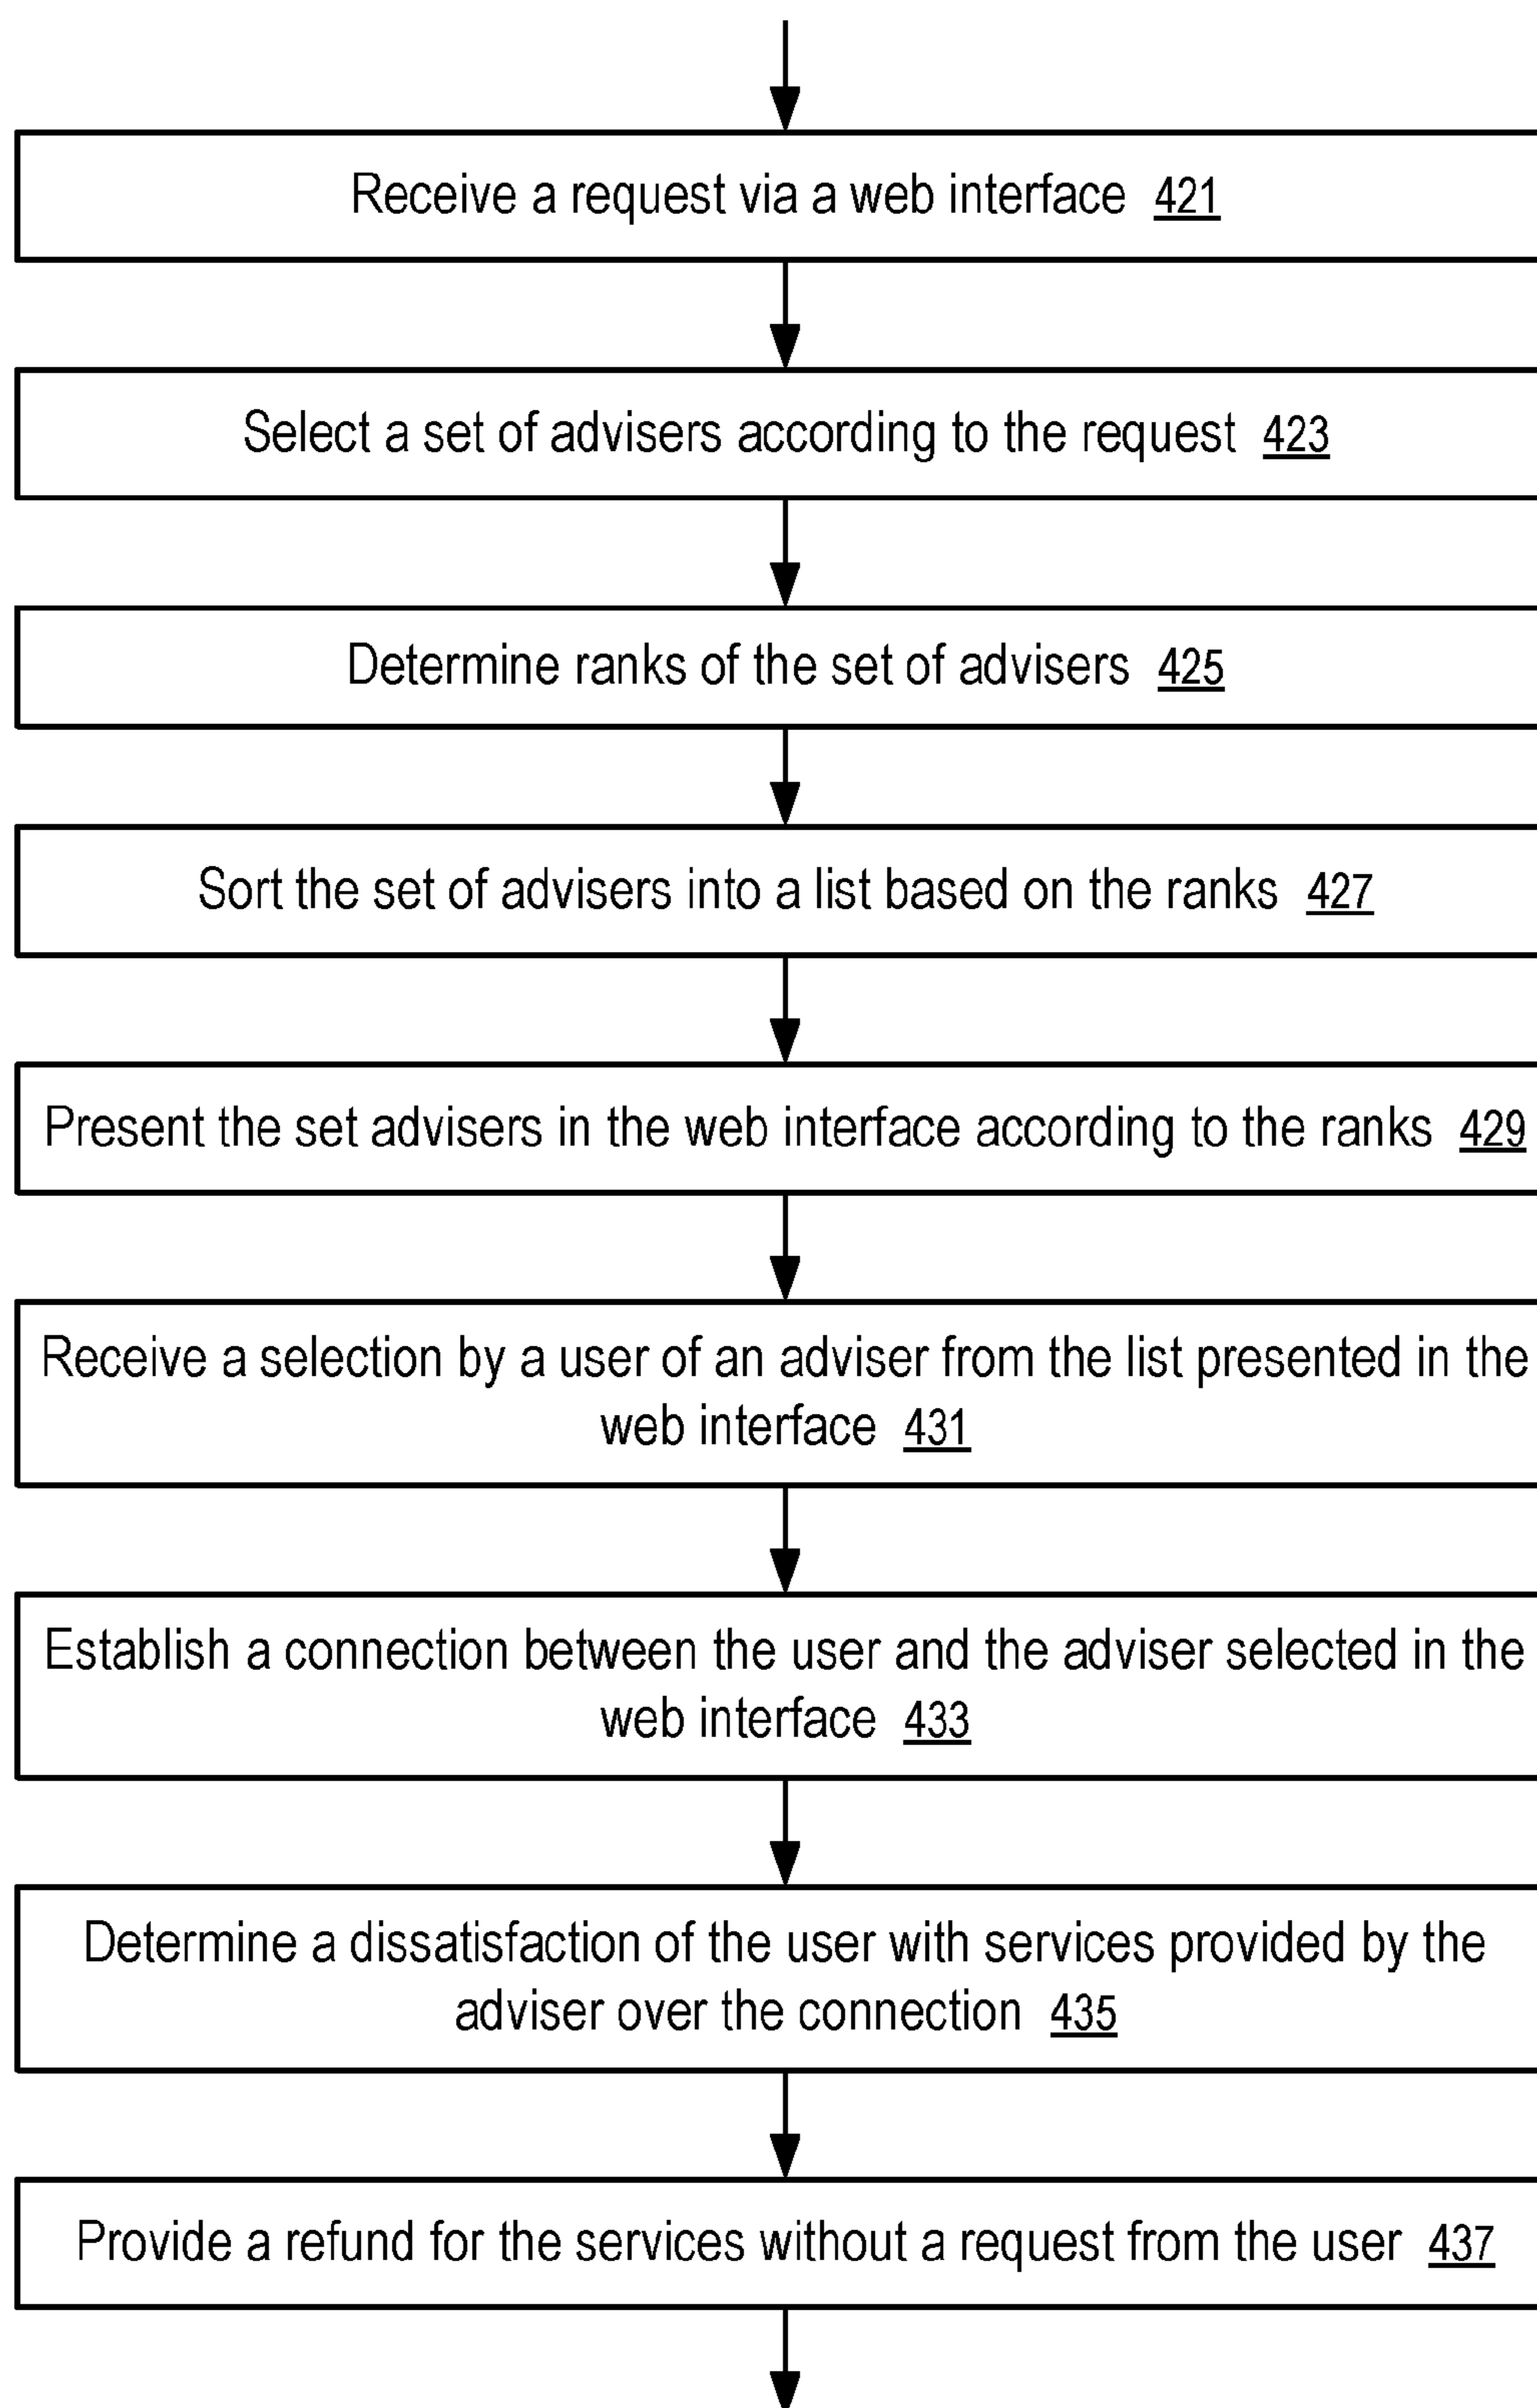 Receive a request via a web interface 421
Select a set of advisers according to the request 423
Determine ranks of the set of advisers 425
Sort the set of advisers into a list based on the ranks 427
Present the set advisers in the web interface according to the ranks 429
Receive a selection by a user of an adviser from the list presented in the
web interface 431
Establish a connection between the user and the adviser selected in the
web interface 433
Determine a dissatisfaction of the user with services provided by the
adviser over the connection 435
Provide a refund for the services without a request from the user 437